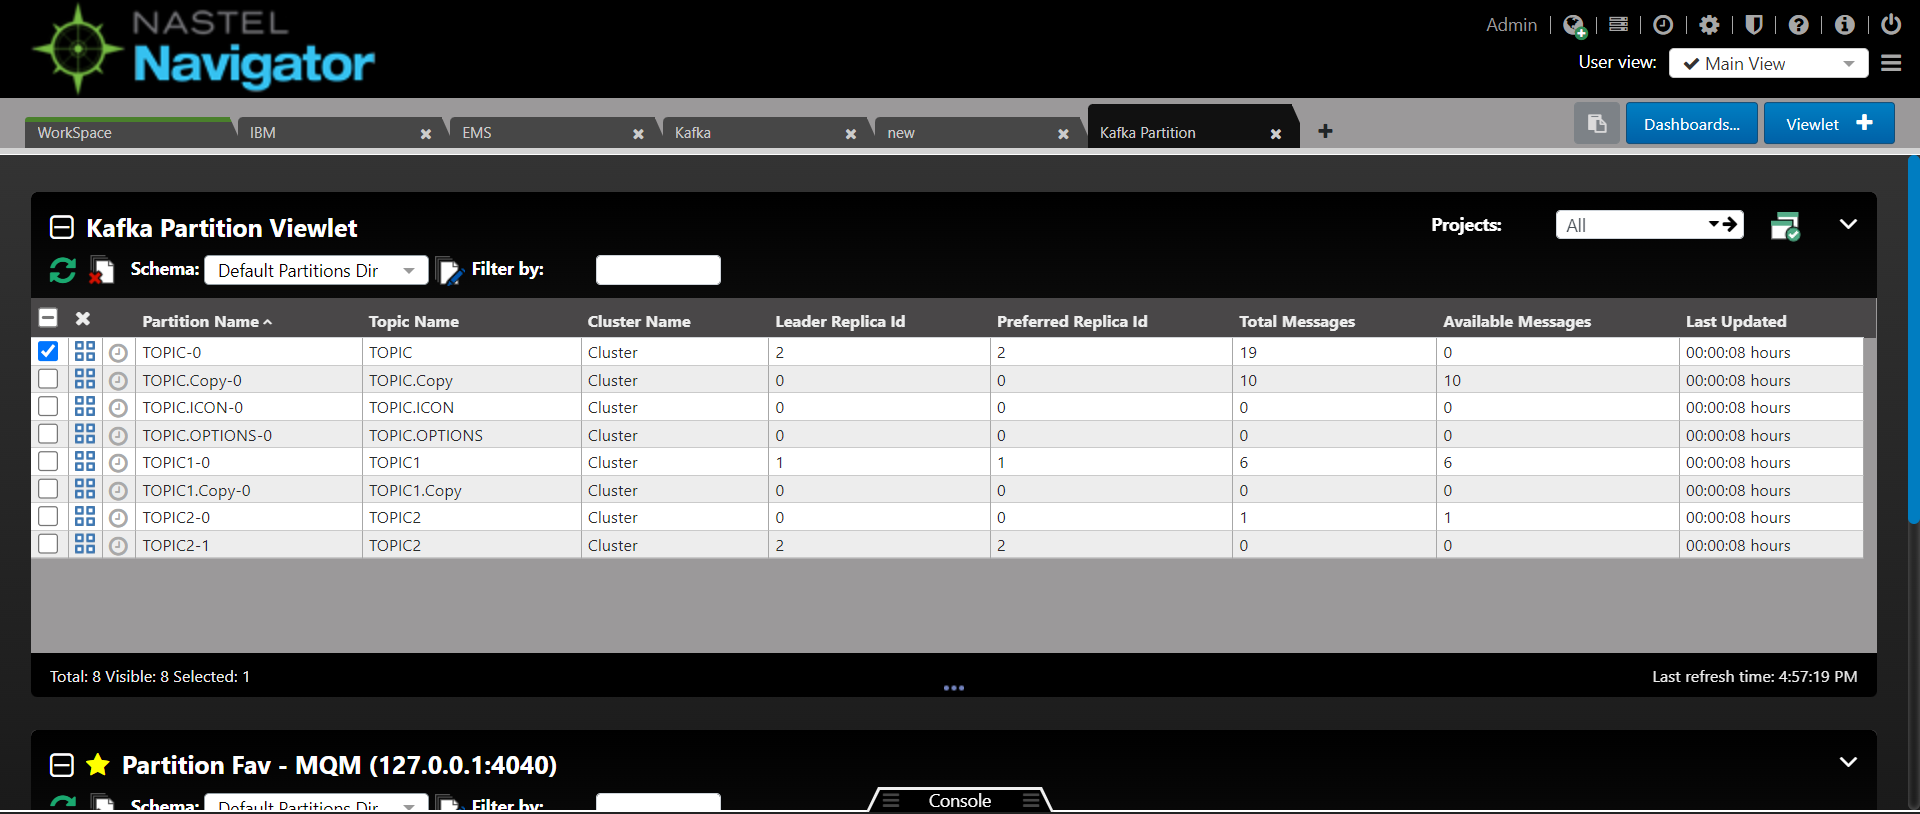 NASTEL
Navigator
Admin
User view: Main View
WorkSpace IBM EMS Kafka new Kafka Partition Dashboards... Viewlet
Kafka Partition Viewlet Projects: All
Schema: Default Partitions Dir Filter by:
Partition Name Topic Name Cluster Name Leader Replica Id Preferred Replica Id Total Messages Available Messages Last Updated
TOPIC-0 TOPIC Cluster 2 2 19 0 00:00:08 hours
TOPIC.Copy-0 TOPIC.Copy Cluster 0 0 10 10 00:00:08 hours
TOPIC.ICON-0 TOPIC.ICON Cluster 0 0 0 0 00:00:08 hours
TOPIC.OPTIONS-0 TOPIC.OPTIONS Cluster 0 0 0 0 00:00:08 hours
TOPIC1-0 TOPIC1 Cluster 1 1 6 6 00:00:08 hours
TOPIC1.Copy-0 TOPIC1.Copy Cluster 0 0 0 0 00:00:08 hours
TOPIC2-0 TOPIC2 Cluster 0 0 1 1 00:00:08 hours
TOPIC2-1 TOPIC2 Cluster 2 2 0 0 00:00:08 hours
Total: 8 Visible: 8 Selected: 1 Last refresh time: 4:57:19 PM
Partition Fav - MQM (127.0.0.1:4040)
Schema: Default Partitions Dir Filter by:
Console